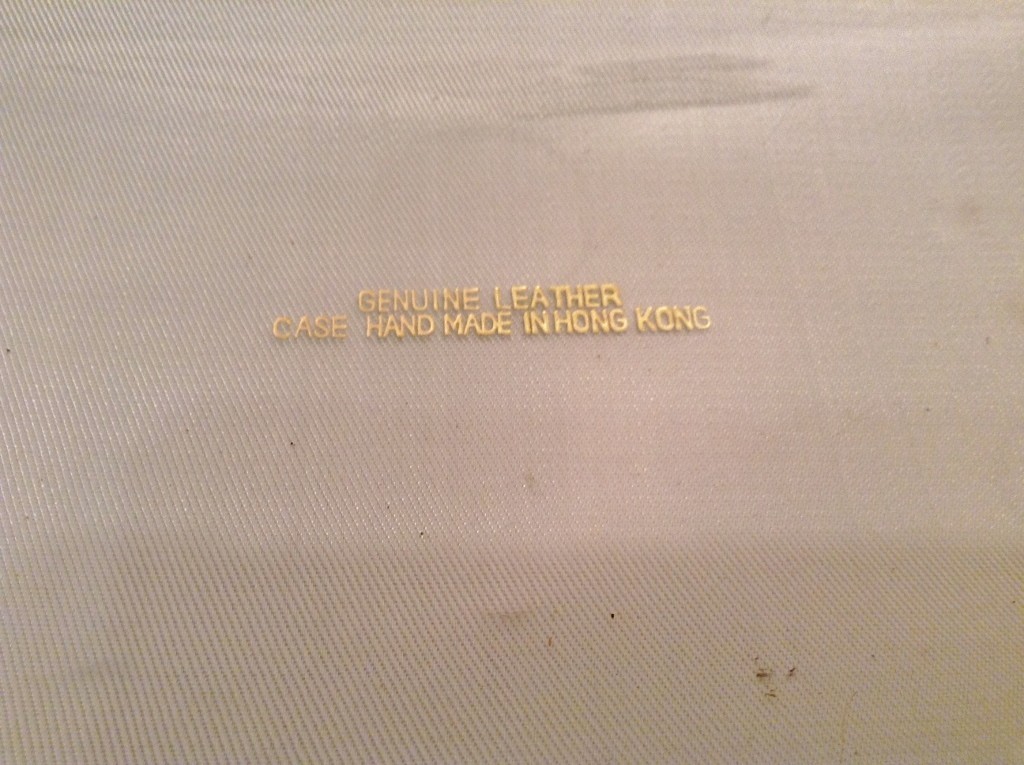 GENUINE LEATHER
CASE HAND MADE IN HONG KONG